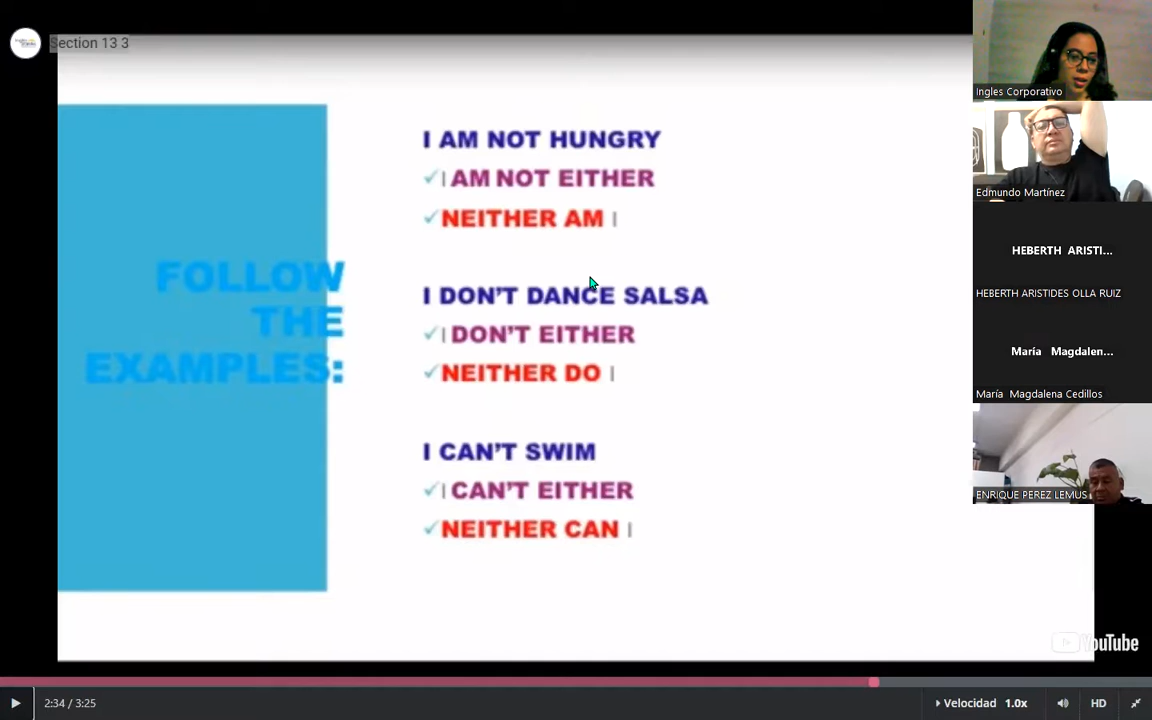 Section 13 3
FOLLOW
THE
EXAMPLES:
I AM NOT HUNGRY
✓I AM NOT EITHER
✓NEITHER AM I
I DON'T DANCE SALSA
✓I DON'T EITHER
✓NEITHER DO I
I CAN'T SWIM
✓I CAN'T EITHER
✓NEITHER CAN I
Ingles Corporativo
Edmundo Martínez
HEBERTH ARISTI...
HEBERTH ARISTIDES OLLA RUIZ
María Magdalen...
María Magdalena Cedillos
ENRIQUE PEREZ LEMUS
YouTube
2:34 / 3:25
Velocidad 1.0x
HD